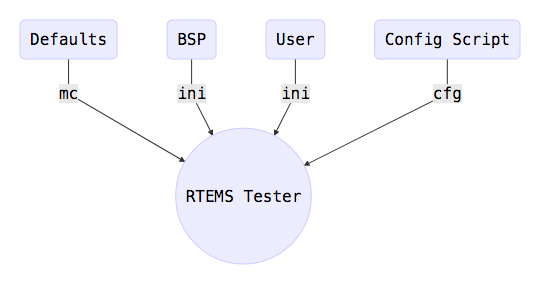 Defaults
BSP
User
Config Script
mc
ini
ini
cfg
RTEMS Tester